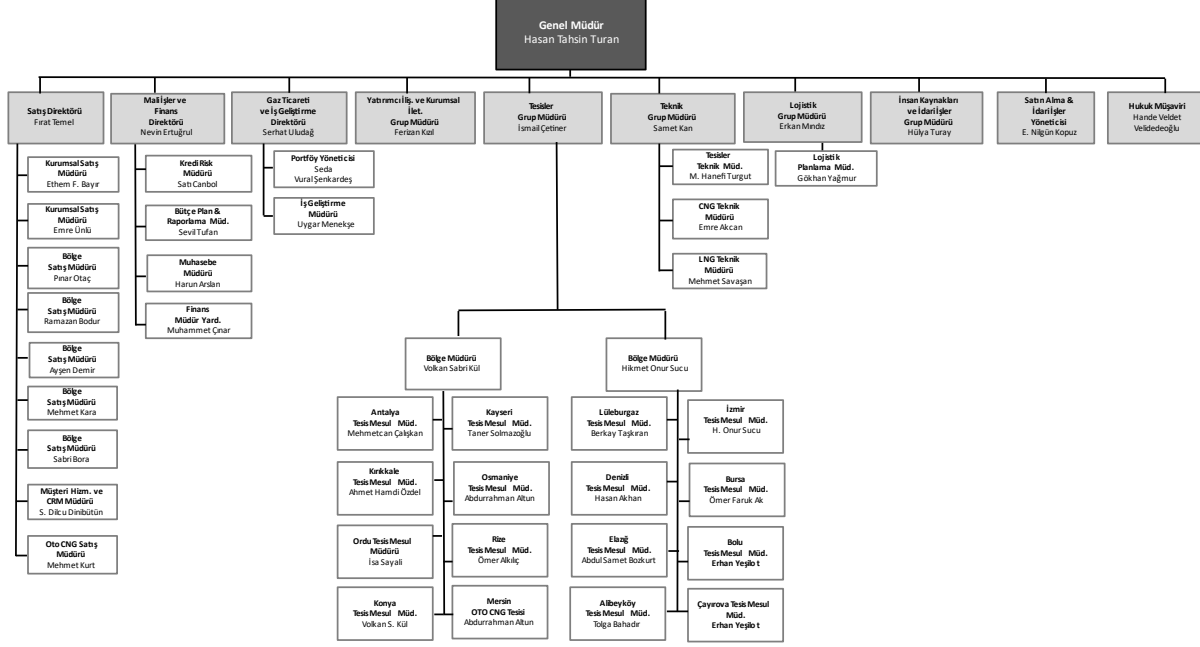 Genel Müdür
Hasan Tahsin Turan
Satış Direktörü
Fırat Temel
Mali İşler ve
Finans
Direktörü
Nevin Ertuğrul
Gaz Ticareti
ve İş Geliştirme
Direktörü
Serhat Uludağ
Yatırımcı İliş. ve Kurumsal
İlet.
Grup Müdürü
Ferizan Kızıl
Tesisler
Grup Müdürü
İsmail Çetiner
Teknik
Grup Müdürü
Samet Kan
Lojistik
Grup Müdürü
Erkan Mındız
İnsan Kaynakları
ve İdari İşler
Grup Müdürü
Hülya Turay
Satın Alma &
İdari İşler
Yöneticisi
E. Nilgün Kopuz
Hukuk Müşaviri
Hande Veldet
Velidedeoğlu
Kurumsal Satış
Müdürü
Ethem F. Bayır
Kurumsal Satış
Müdürü
Emre Ünlü
Bölge
Satış Müdürü
Pınar Otaç
Bölge
Satış Müdürü
Ramazan Bodur
Bölge
Satış Müdürü
Ayşen Demir
Bölge
Satış Müdürü
Mehmet Kara
Bölge
Satış Müdürü
Sabri Bora
Müşteri Hizm. ve
CRM Müdürü
S. Dilcu Dinibütün
Oto CNG Satış
Müdürü
Mehmet Kurt
Kredi Risk
Müdürü
Satı Canbol
Bütçe Plan &
Raporlama Müd.
Sevil Tufan
Muhasebe
Müdürü
Harun Arslan
Finans
Müdür Yard.
Muhammet Çınar
Portföy Yöneticisi
Seda
Vural Şenkardeş
İş Geliştirme
Müdürü
Uygar Menekşe
Tesisler
Teknik Müd.
M. Hanefi Turgut
CNG Teknik
Müdürü
Emre Akcan
LNG Teknik
Müdürü
Mehmet Savaşan
Lojistik
Planlama Müd.
Gökhan Yağmur
Bölge Müdürü
Volkan Sabri Kül
Bölge Müdürü
Hikmet Onur Sucu
Antalya
Tesis Mesul Müd.
Mehmetcan Çalışkan
Kayseri
Tesis Mesul Müd.
Taner Solmazoğlu
Kırıkkale
Tesis Mesul Müd.
Ahmet Hamdi Özdel
Osmaniye
Tesis Mesul Müd.
Abdurrahman Altun
Ordu Tesis Mesul
Müdürü
İsa Sayali
Rize
Tesis Mesul Müd.
Ömer Alkılıç
Konya
Tesis Mesul Müd.
Volkan S. Kül
Mersin
OTO CNG Tesisi
Abdurrahman Altun
Lüleburgaz
Tesis Mesul Müd.
Berkay Taşkıran
İzmir
Tesis Mesul Müd.
H. Onur Sucu
Denizli
Tesis Mesul Müd.
Hasan Akhan
Bursa
Tesis Mesul Müd.
Ömer Faruk Ak
Elazığ
Tesis Mesul Müd.
Abdul Samet Bozkurt
Bolu
Tesis Mesul Müd.
Erhan Yeşilot
Alibeyköy
Tesis Mesul Müd.
Tolga Bahadır
Çayırova Tesis Mesul
Müd.
Erhan Yeşilot